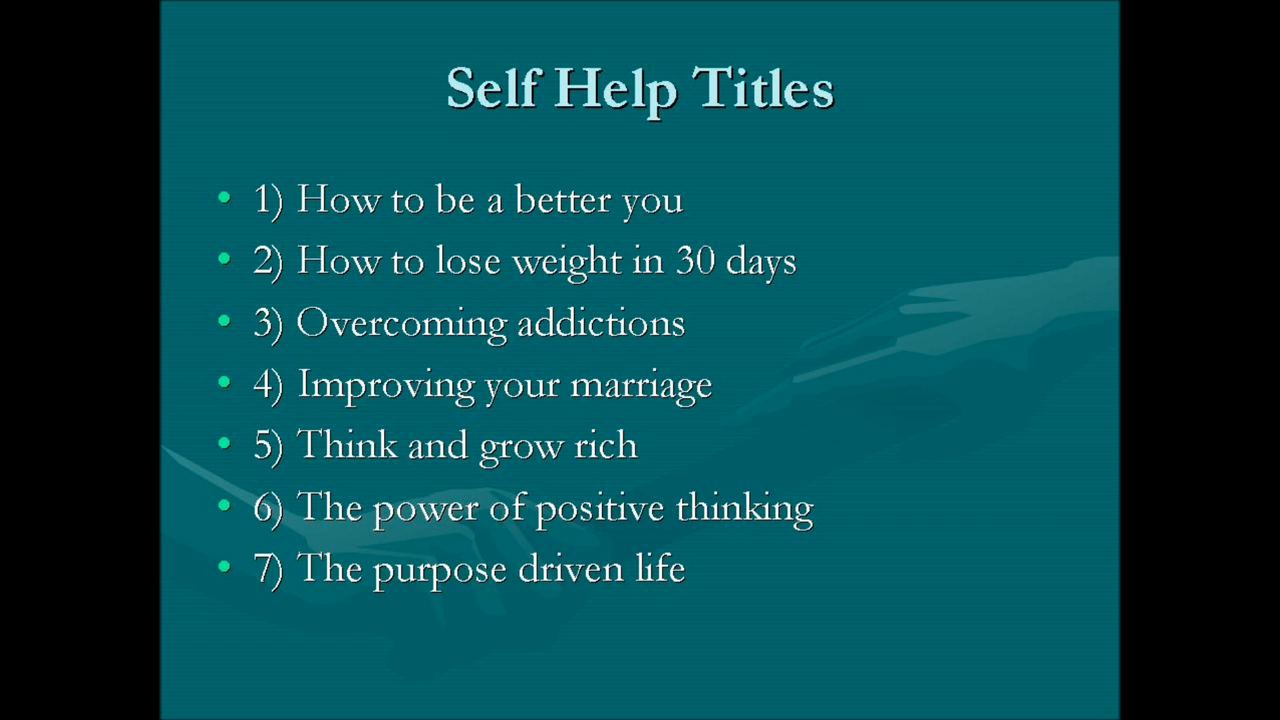 Self Help Titles
• 1) How to be a better you
• 2) How to lose weight in 30 days
• 3) Overcoming addictions
• 4) Improving your marriage
• 5) Think and grow rich
• 6) The power of positive thinking
• 7) The purpose driven life